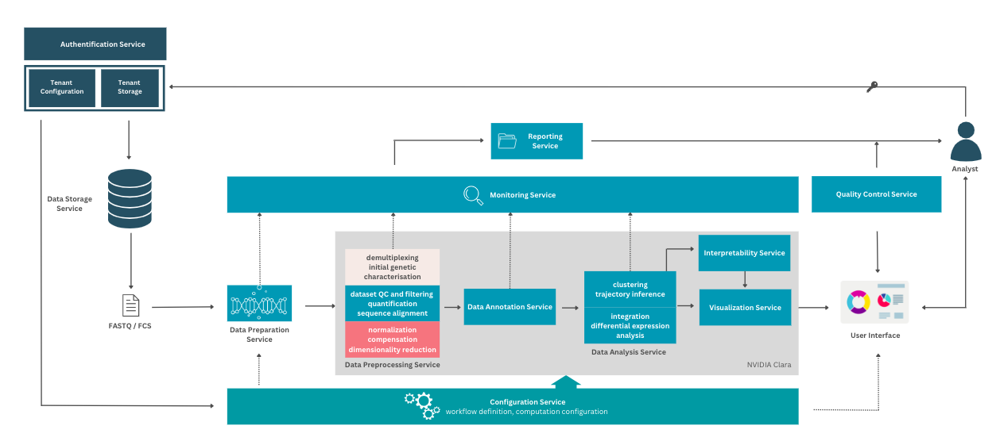 Authentification Service
Tenant
Configuration
Tenant
Storage
Reporting
Service
Analyst
Data Storage
Service
Monitoring Service
Quality Control Service
demultiplexing
initial genetic
characterisation
Interpretability Service
dataset QC and filtering
quantification
sequence alignment
Data Annotation Service
clustering
trajectory inference
Visualization Service
integration
differential expression
analysis
FASTQ / FCS
Data Preparation
Service
normalization
compensation
dimensionality reduction
Data Analysis Service
User Interface
Data Preprocessing Service
NVIDIA Clara
Configuration Service
workflow definition, computation configuration